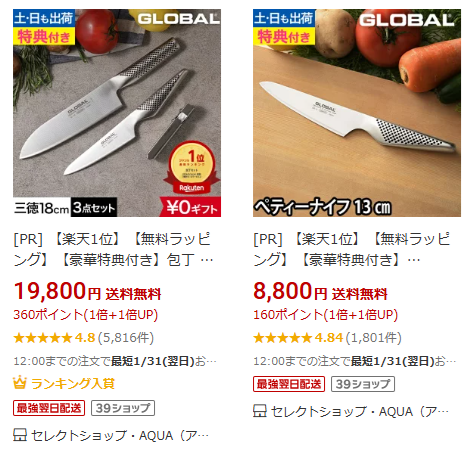 土・日も出荷
特典付き
GLOBAL
GLOBAL
GLOBAL
1位
Rakuten
三徳18cm 3点セット
¥0ギフト
[PR] 【楽天1位】【無料ラッピ
ング】【豪華特典付き】包丁 …
19,800円 送料無料
360ポイント(1倍+1倍UP)
★★★★★ 4.8 (5,816件)
12:00までの注文で最短1/31(翌日)お…
ランキング入賞
最強翌日配送 39ショップ
セレクトショップ・AQUA（ア…
土・日も出荷
特典付き
GLOBAL
GLOBAL
ペティーナイフ 13cm
[PR] 【楽天1位】【無料ラッピ
ング】【豪華特典付き】…
8,800円 送料無料
160ポイント(1倍+1倍UP)
★★★★★ 4.84 (1,801件)
12:00までの注文で最短1/31(翌日)お…
最強翌日配送 39ショップ
セレクトショップ・AQUA（ア…